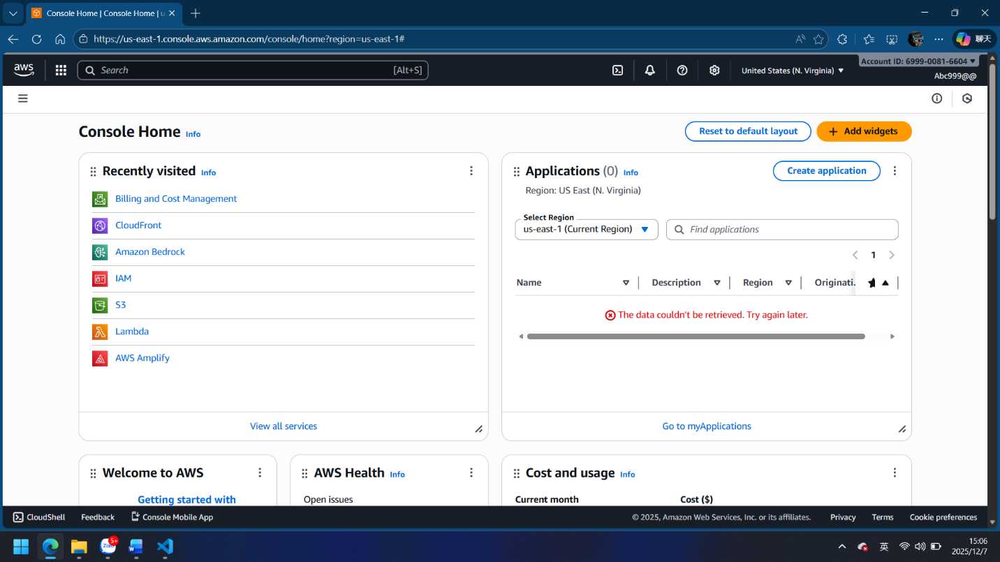 Console Home | Console Home | u
https://us-east-1.console.aws.amazon.com/console/home?region=us-east-1#
聊天
aws
Search
[Alt+S]
United States (N. Virginia)
Account ID: 6999-0081-6604
Abc999@@
Console Home Info
Reset to default layout
Add widgets
Recently visited Info
Billing and Cost Management
CloudFront
Amazon Bedrock
IAM
S3
Lambda
AWS Amplify
View all services
Applications (0) Info
Create application
Region: US East (N. Virginia)
Select Region
us-east-1 (Current Region)
Find applications
1
Name
Description
Region
Originati.
The data couldn't be retrieved. Try again later.
Go to myApplications
Welcome to AWS
Getting started with
AWS Health Info
Open issues
Cost and usage Info
Current month
Cost ($)
CloudShell
Feedback
Console Mobile App
© 2025, Amazon Web Services, Inc. or its affiliates.
Privacy
Terms
Cookie preferences
5+
Zalo
英
15:06
2025/12/7